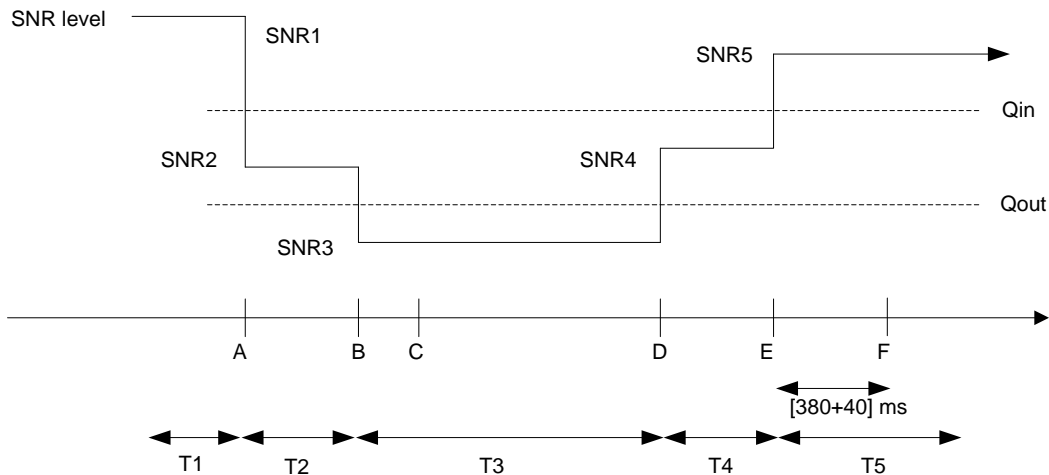 SNR level
SNR1
SNR5
Qin
SNR2
SNR4
Qout
SNR3
A
B
C
D
E
F
[380+40] ms
T1
T2
T3
T4
T5